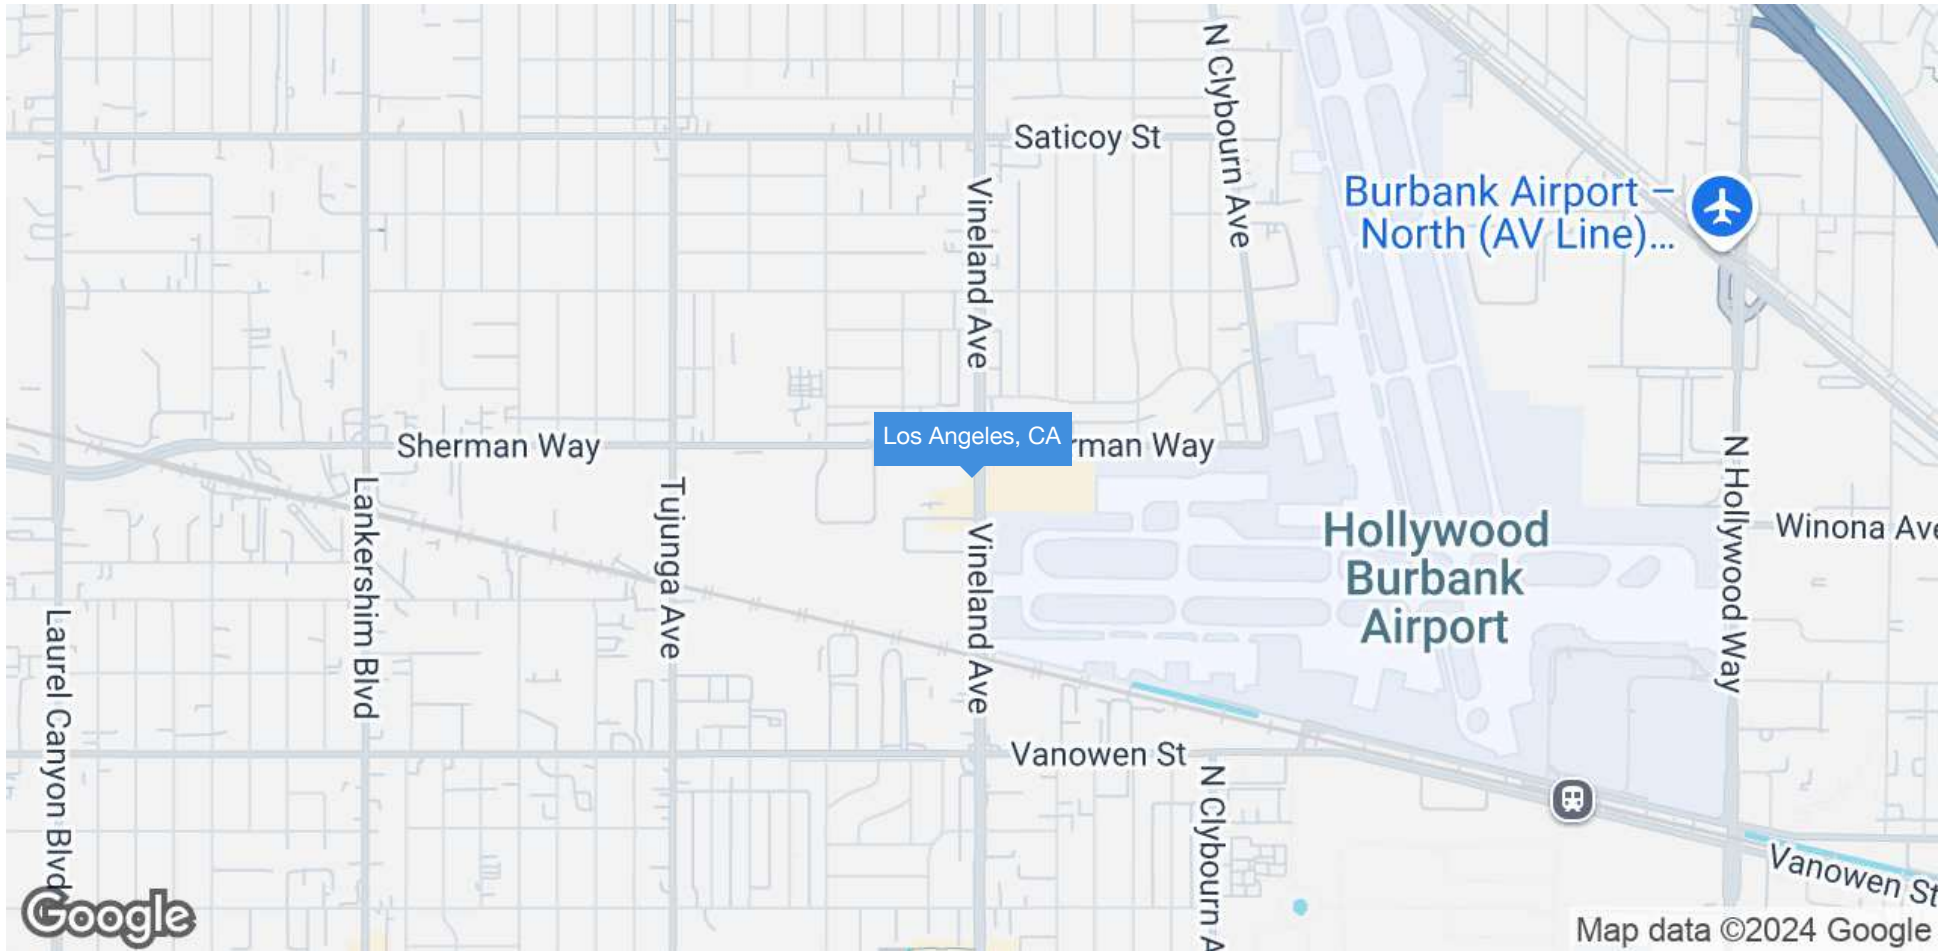 N Clybourn Ave
Saticoy St
Vineland Ave
Burbank Airport –
North (AV Line)...
Sherman Way
Los Angeles, CA
rman Way
N Hollywood Way
Lankershim Blvd
Tujunga Ave
Vineland Ave
Hollywood
Burbank
Airport
Winona Ave
Laurel Canyon Blvd
Vanowen St
N Clybourn A
Vanowen St
Google
Map data ©2024 Google